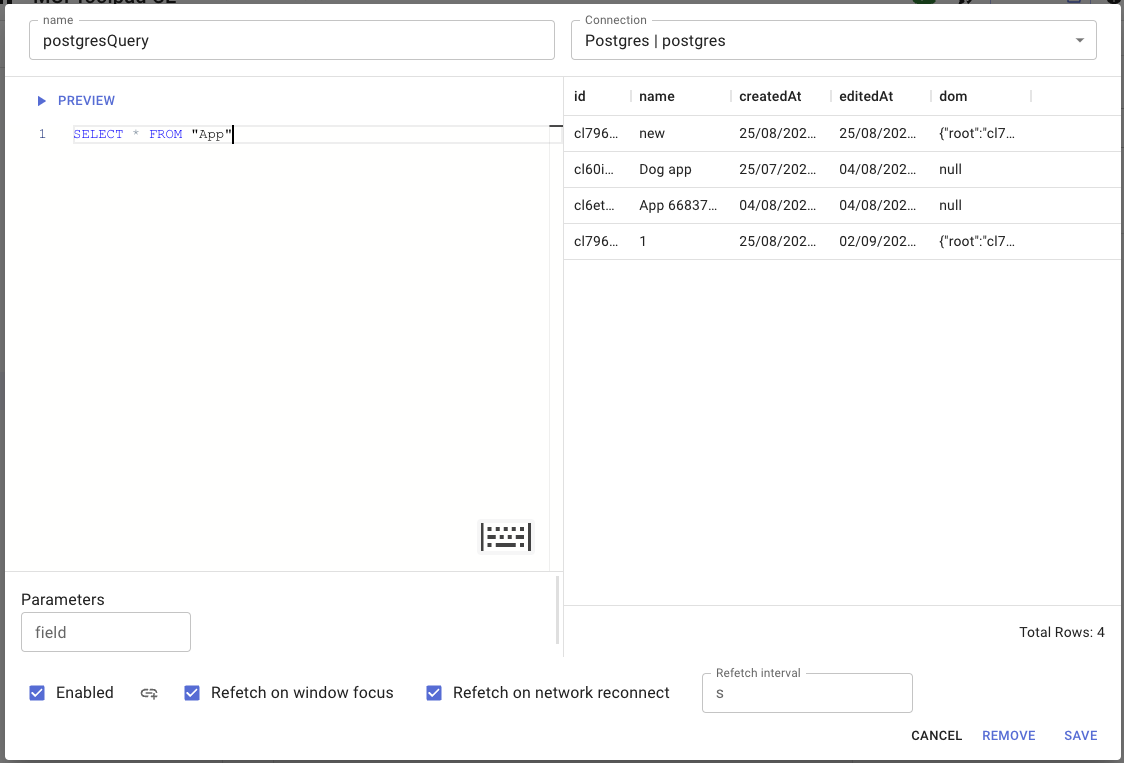 name
postgresQuery
Connection
Postgres | postgres
PREVIEW
1 SELECT * FROM "App"
id name createdAt editedAt dom
cl796… new 25/08/202… 25/08/202… {"root":"cl7…
cl60i… Dog app 25/07/202… 04/08/202… null
cl6et… App 66837… 04/08/202… 04/08/202… null
cl796… 1 25/08/202… 02/09/202… {"root":"cl7…
Parameters
field
Total Rows: 4
Enabled Refetch on window focus Refetch on network reconnect
Refetch interval
s
CANCEL REMOVE SAVE